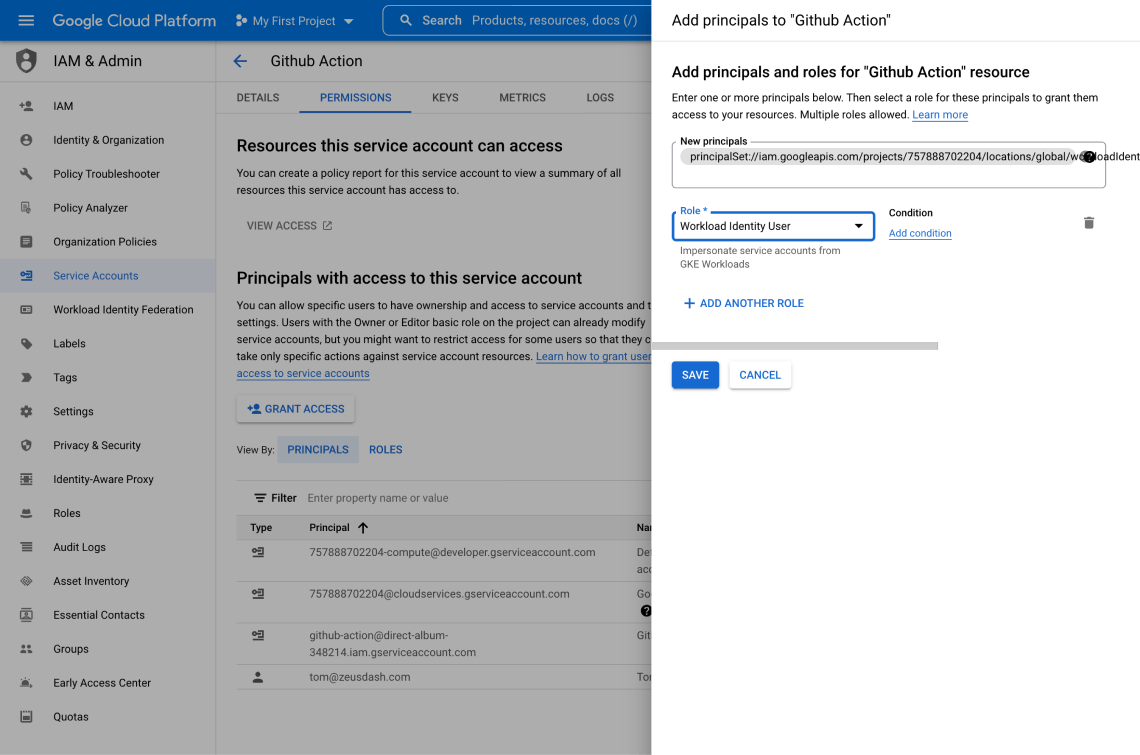 Google Cloud Platform
My First Project
Search Products, resources, docs (/)
IAM & Admin
IAM
Identity & Organization
Policy Troubleshooter
Policy Analyzer
Organization Policies
Service Accounts
Workload Identity Federation
Labels
Tags
Settings
Privacy & Security
Identity-Aware Proxy
Roles
Audit Logs
Asset Inventory
Essential Contacts
Groups
Early Access Center
Quotas
Github Action
DETAILS PERMISSIONS KEYS METRICS LOGS
Resources this service account can access
You can create a policy report for this service account to view a summary of all
resources this service account has access to.
VIEW ACCESS
Principals with access to this service account
You can allow specific users to have ownership and access to service accounts and t
settings. Users with the Owner or Editor basic role on the project can already modify
service accounts, but you might want to restrict access for some users so that they c
take only specific actions against service account resources. Learn how to grant user
access to service accounts
GRANT ACCESS
View By: PRINCIPALS ROLES
Filter Enter property name or value
Type Principal Nar
757888702204-compute@developer.gserviceaccount.com De
acc
757888702204@cloudservices.gserviceaccount.com Go
github-action@direct-album- Git
348214.iam.gserviceaccount.com
tom@zeusdash.com Tor
Add principals to "Github Action"
Add principals and roles for "Github Action" resource
Enter one or more principals below. Then select a role for these principals to grant them
access to your resources. Multiple roles allowed. Learn more
New principals
principalSet://iam.googleapis.com/projects/757888702204/locations/global/workloadIdent
Role *
Workload Identity User
Impersonate service accounts from
GKE Workloads
Condition
Add condition
ADD ANOTHER ROLE
SAVE CANCEL